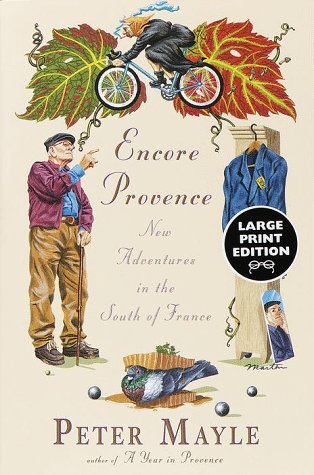 Encore
Provence
New
Adventures
in the
South of France
LARGE
PRINT
EDITION
Marton
PETER MAYLE
author of A Year in Provence